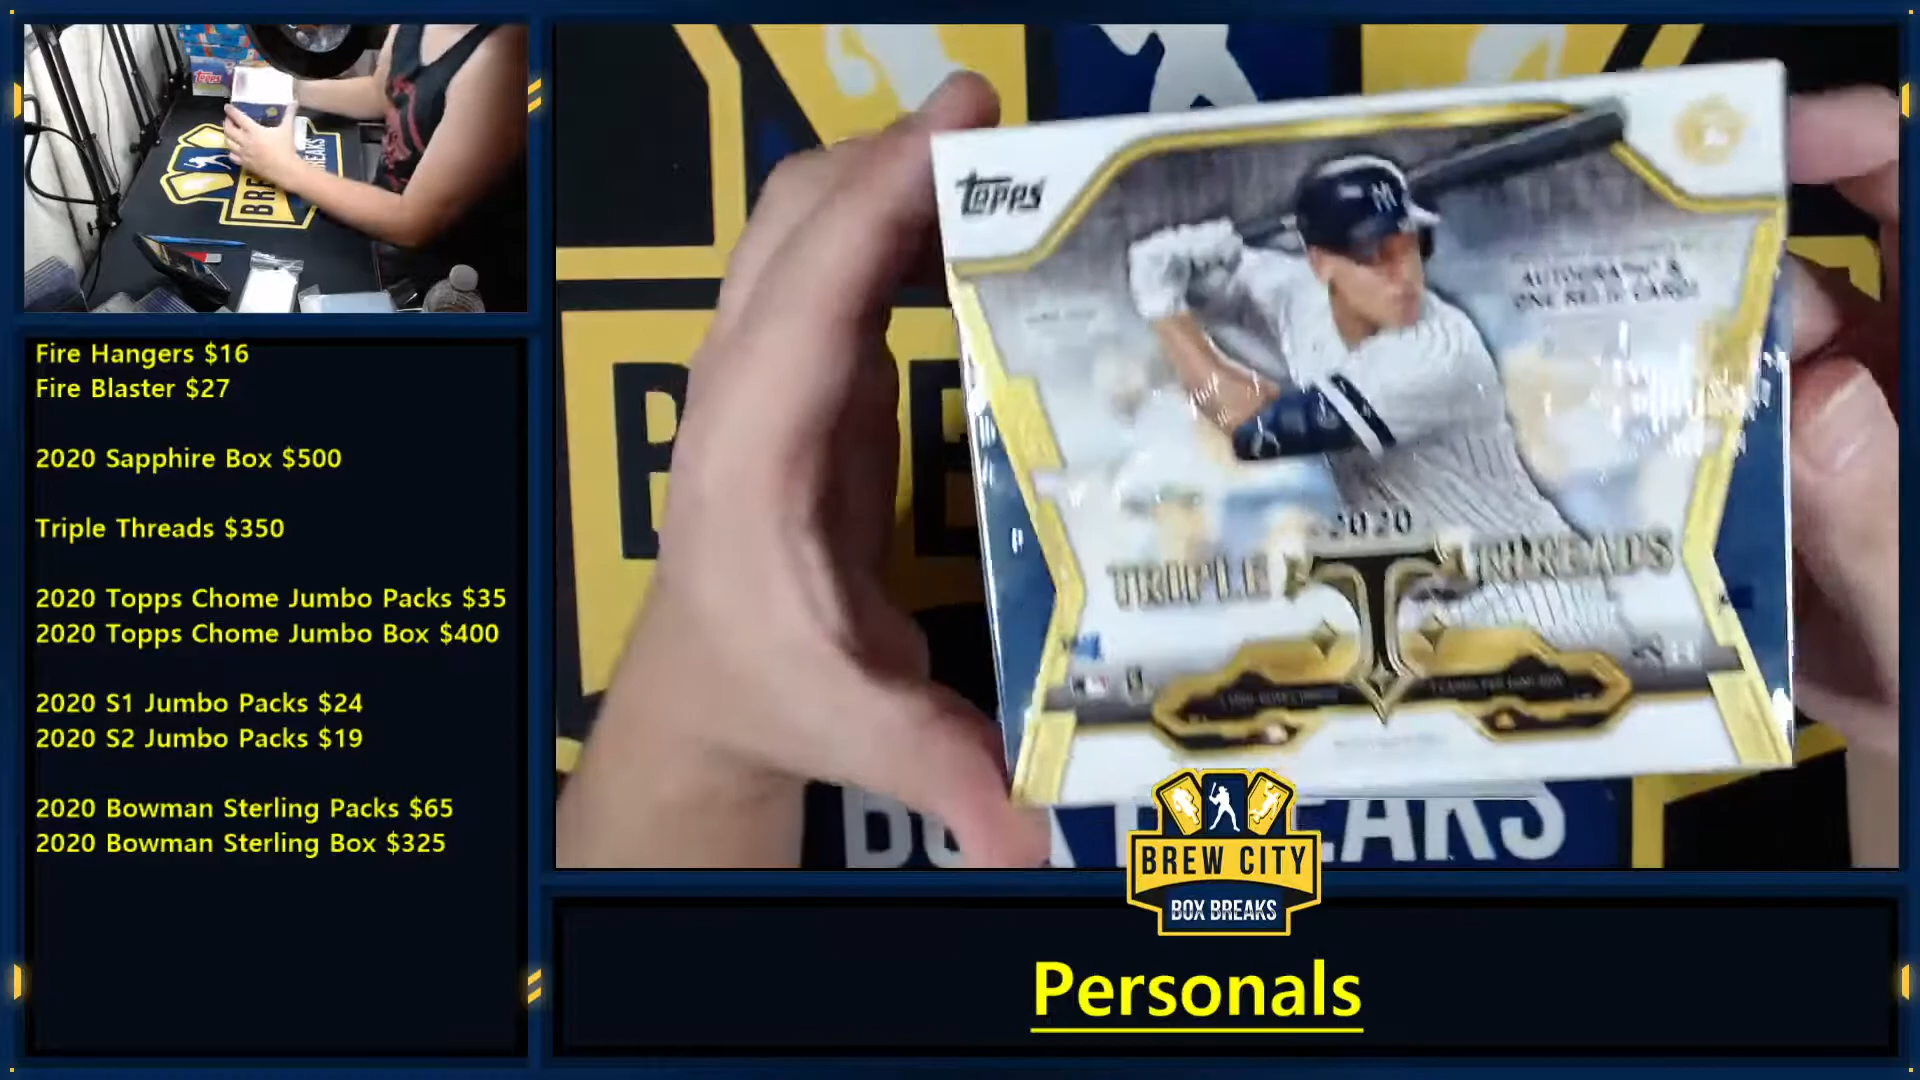 Fire Hangers $16
Fire Blaster $27
2020 Sapphire Box $500
Triple Threads $350
2020 Topps Chome Jumbo Packs $35
2020 Topps Chome Jumbo Box $400
2020 S1 Jumbo Packs $24
2020 S2 Jumbo Packs $19
2020 Bowman Sterling Packs $65
2020 Bowman Sterling Box $325
Topps
2020
TRIPLE T THREADS
BREW CITY
BOX BREAKS
Personals